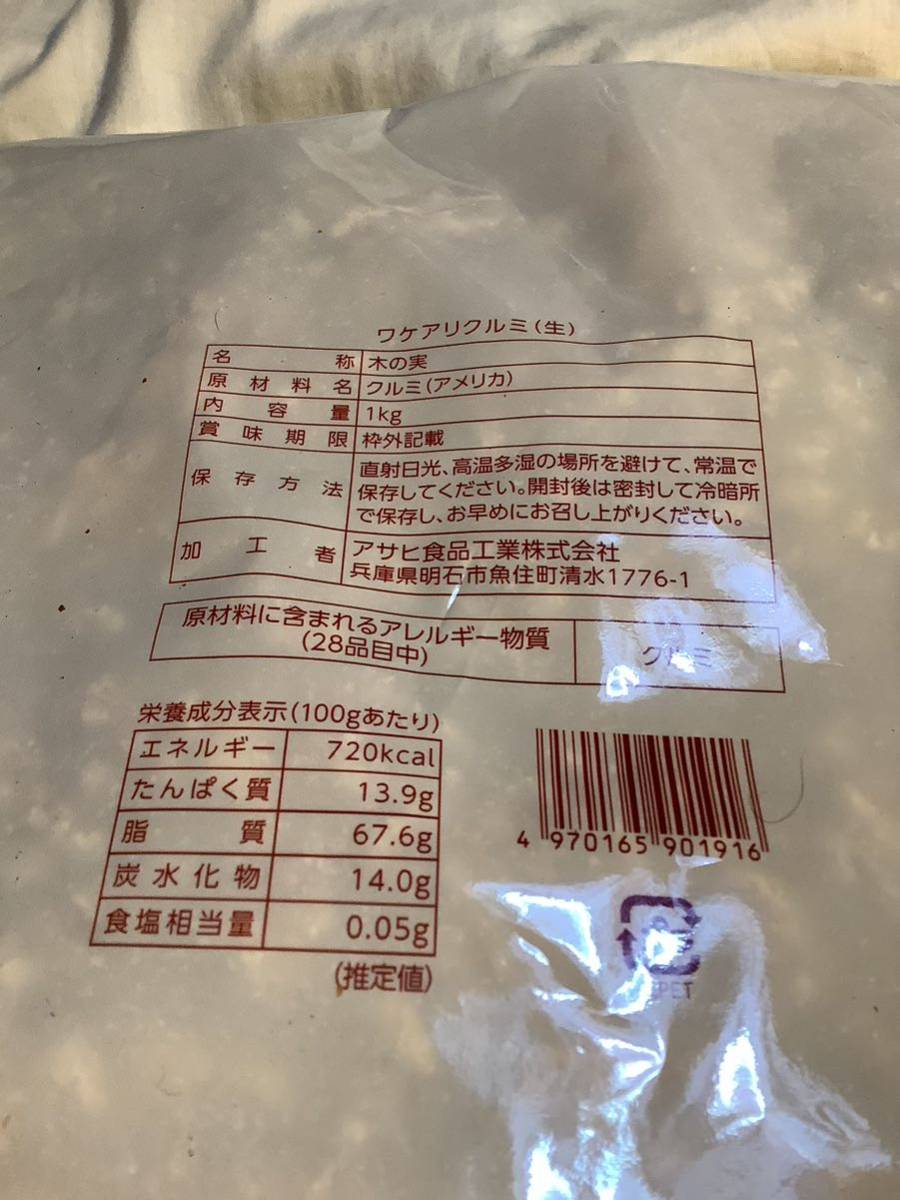 ワケアリクルミ(生)
名称 木の実
原材料名 クルミ(アメリカ)
内容量 1kg
賞味期限 枠外記載
保存方法 直射日光、高温多湿の場所を避けて、常温で
保存してください。開封後は密封して冷暗所
で保存し、お早めにお召し上がりください。
加工者 アサヒ食品工業株式会社
兵庫県明石市魚住町清水1776-1
原材料に含まれるアレルギー物質
(28品目中)
クルミ
栄養成分表示(100gあたり)
エネルギー 720kcal
たんぱく質 13.9g
脂質 67.6g
炭水化物 14.0g
食塩相当量 0.05g
(推定値)
4 970165 901916
PET